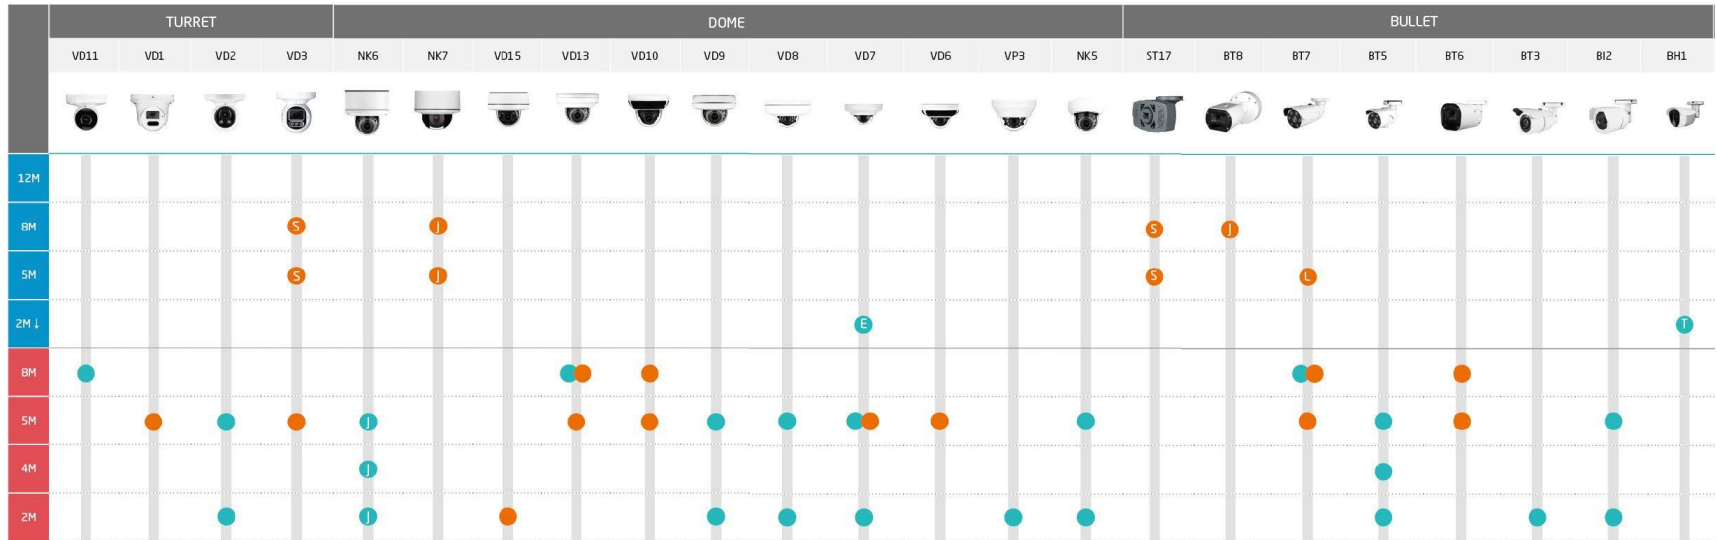 TURRET DOME BULLET
VD11 VD1 VD2 VD3 NK6 NK7 VD15 VD13 VD10 VD9 VD8 VD7 VD6 VP3 NK5 ST17 BT8 BT7 BT5 BT6 BT3 BI2 BH1
12M
8M S J S J
5M S J S L
2M ↓ E T
8M
5M J
4M J
2M J